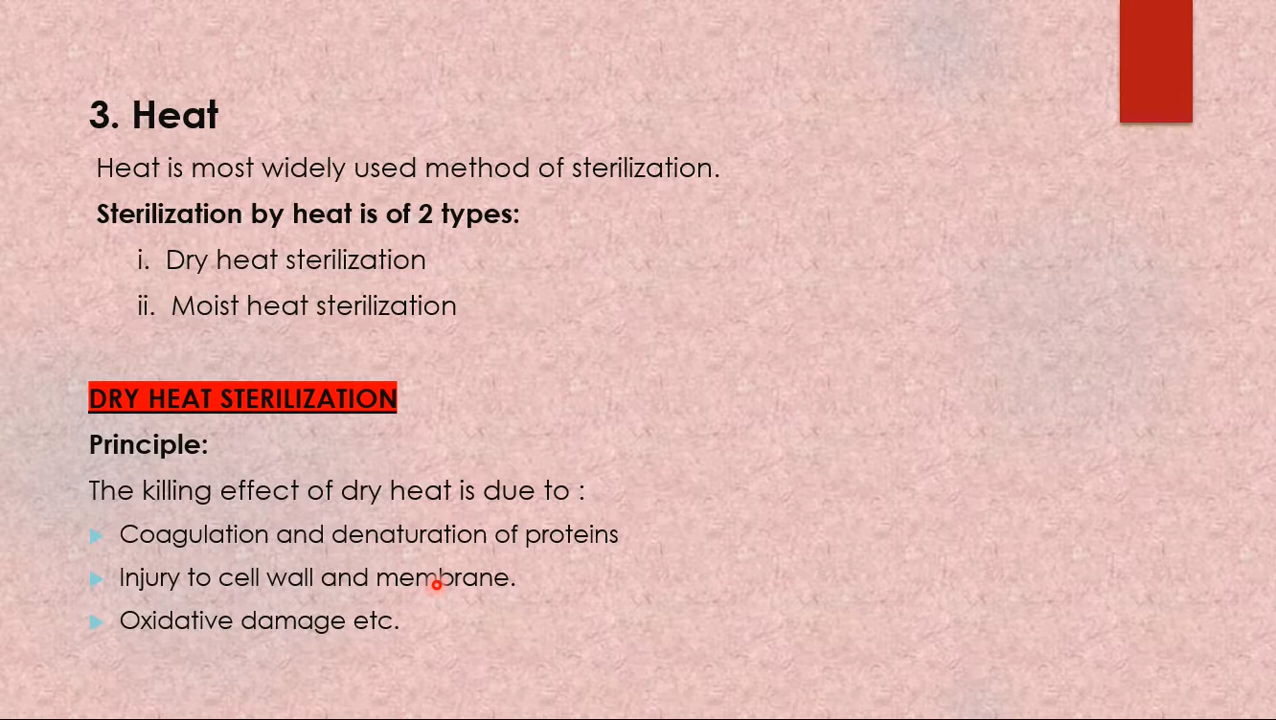 3. Heat
Heat is most widely used method of sterilization.
Sterilization by heat is of 2 types:
i. Dry heat sterilization
ii. Moist heat sterilization
DRY HEAT STERILIZATION
Principle:
The killing effect of dry heat is due to :
Coagulation and denaturation of proteins
Injury to cell wall and membrane.
Oxidative damage etc.